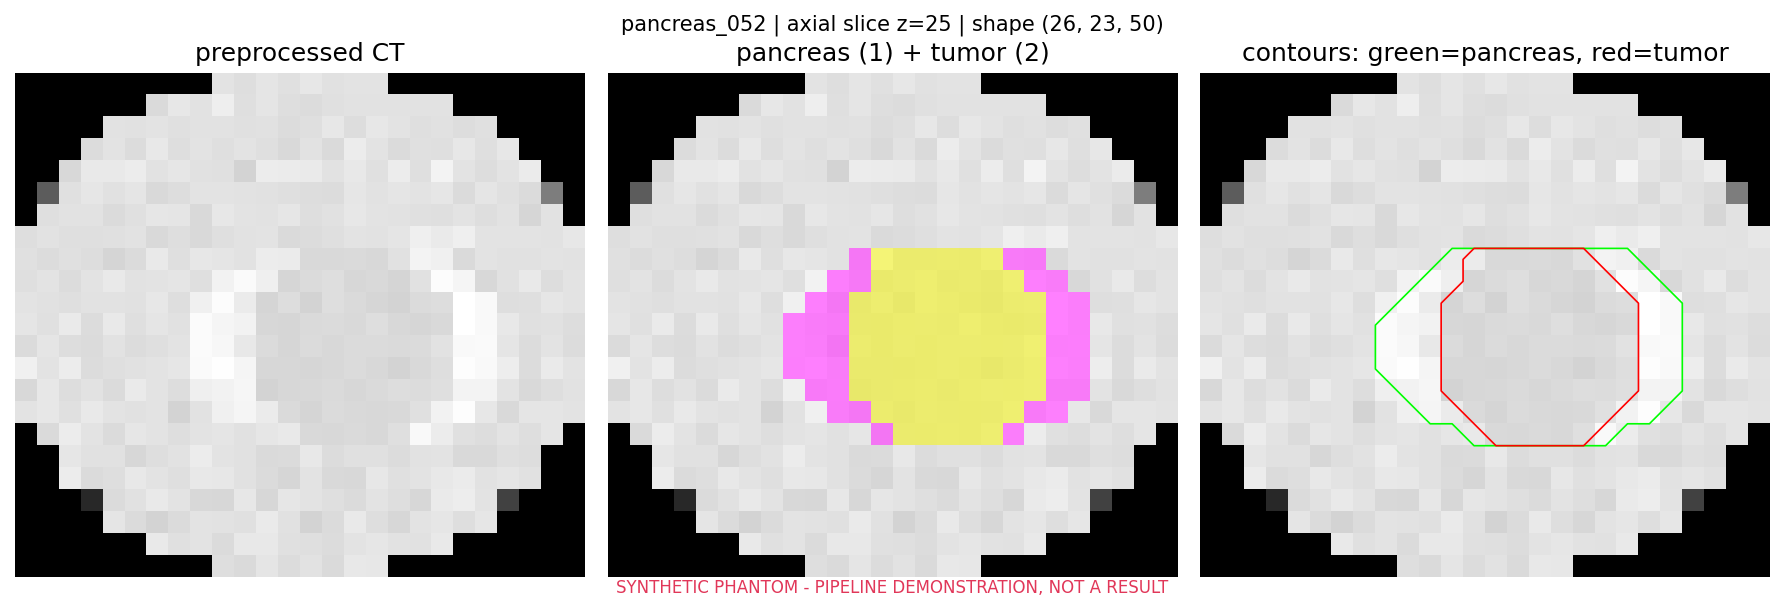 pancreas_052 | axial slice z=25 | shape (26, 23, 50)
preprocessed CT
pancreas (1) + tumor (2)
contours: green=pancreas, red=tumor
SYNTHETIC PHANTOM - PIPELINE DEMONSTRATION, NOT A RESULT